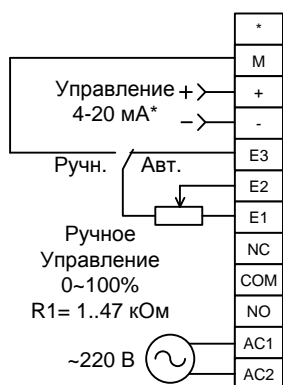 *
M
Управление +
4-20 мА* −
+
-
Ручн. Авт.
E3
E2
E1
Ручное
Управление
0~100%
R1= 1..47 кОм
NC
COM
NO
~220 В
AC1
AC2